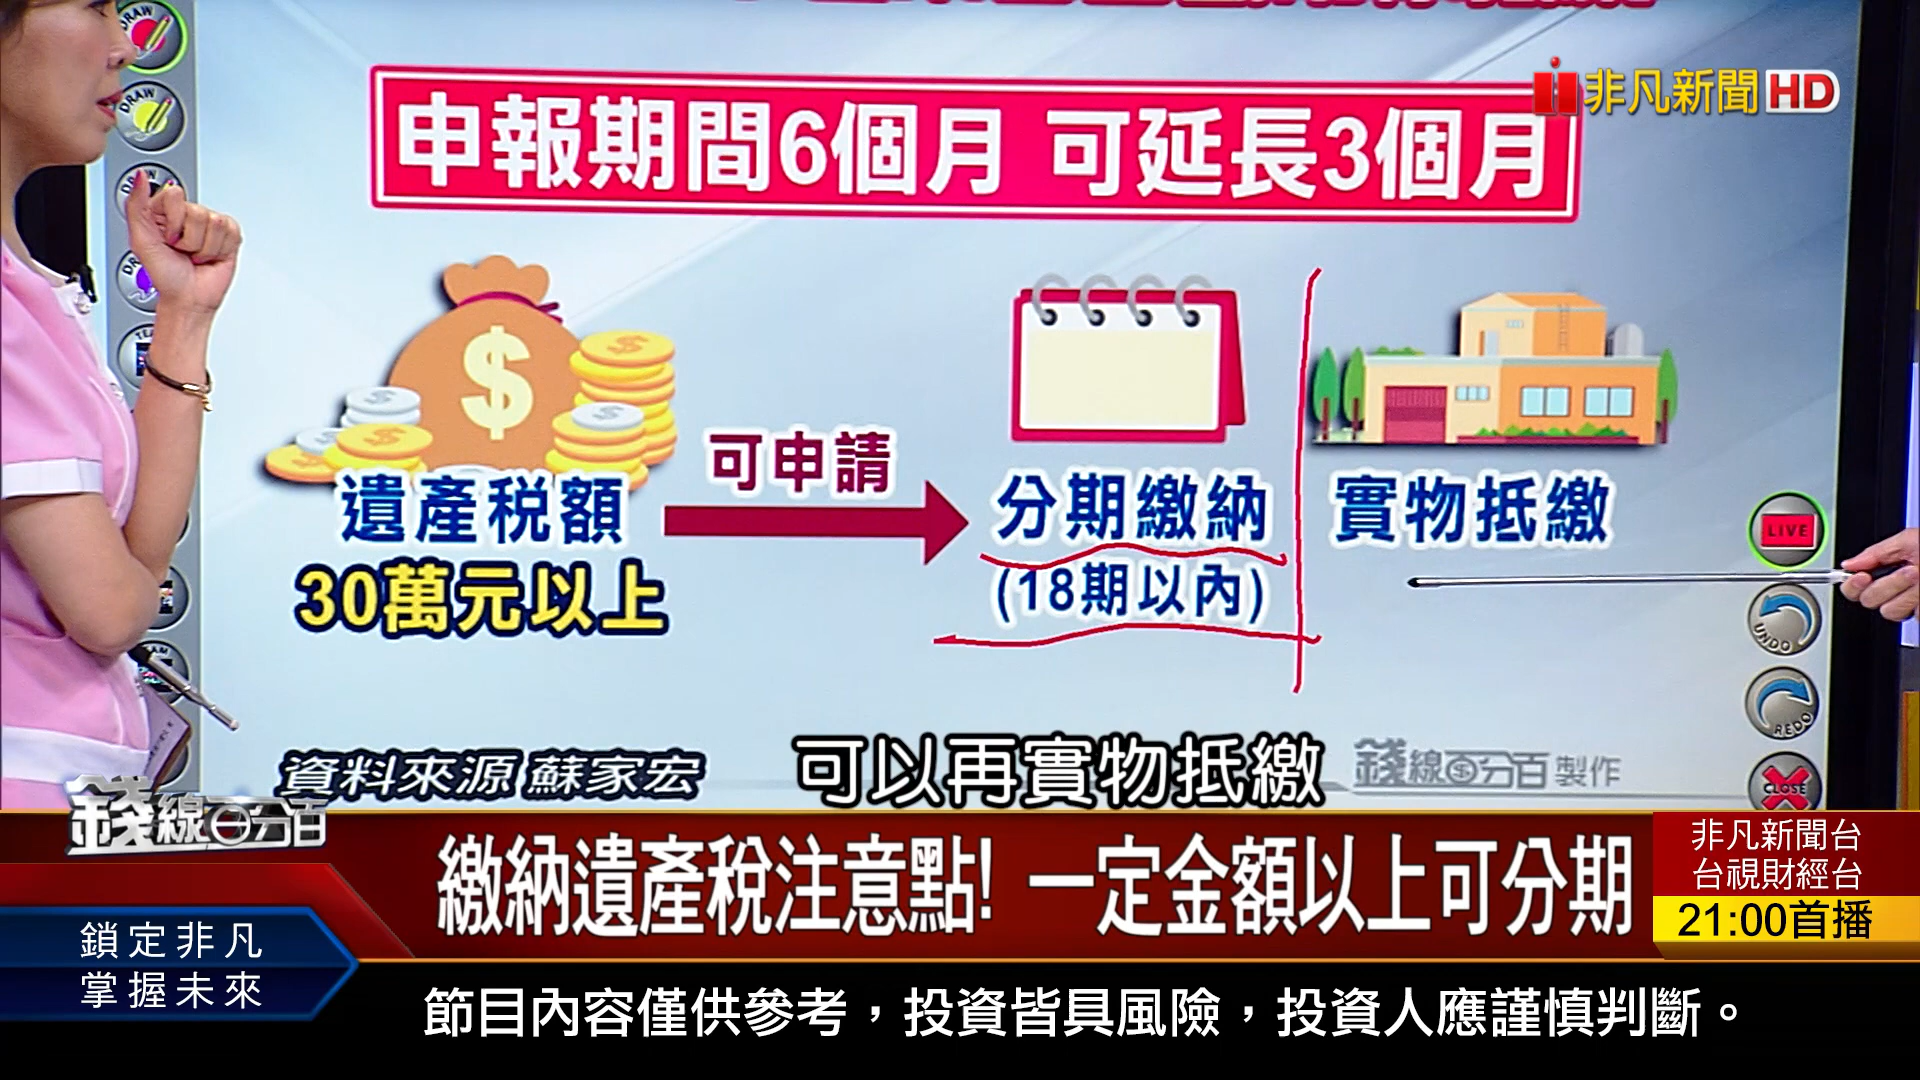 DRAW
DRAW
DRAW
申報期間6個月 可延長3個月
非凡新聞HD
$
可申請
遺產稅額
30萬元以上
分期繳納
(18期以內)
實物抵繳
LIVE
UNDO
REDO
CLOSE
資料來源 蘇家宏
可以再實物抵繳
錢線百分百 製作
錢線百分百
繳納遺產稅注意點! 一定金額以上可分期
非凡新聞台
台視財經台
21:00首播
鎖定非凡
掌握未來
節目內容僅供參考，投資皆具風險，投資人應謹慎判斷。